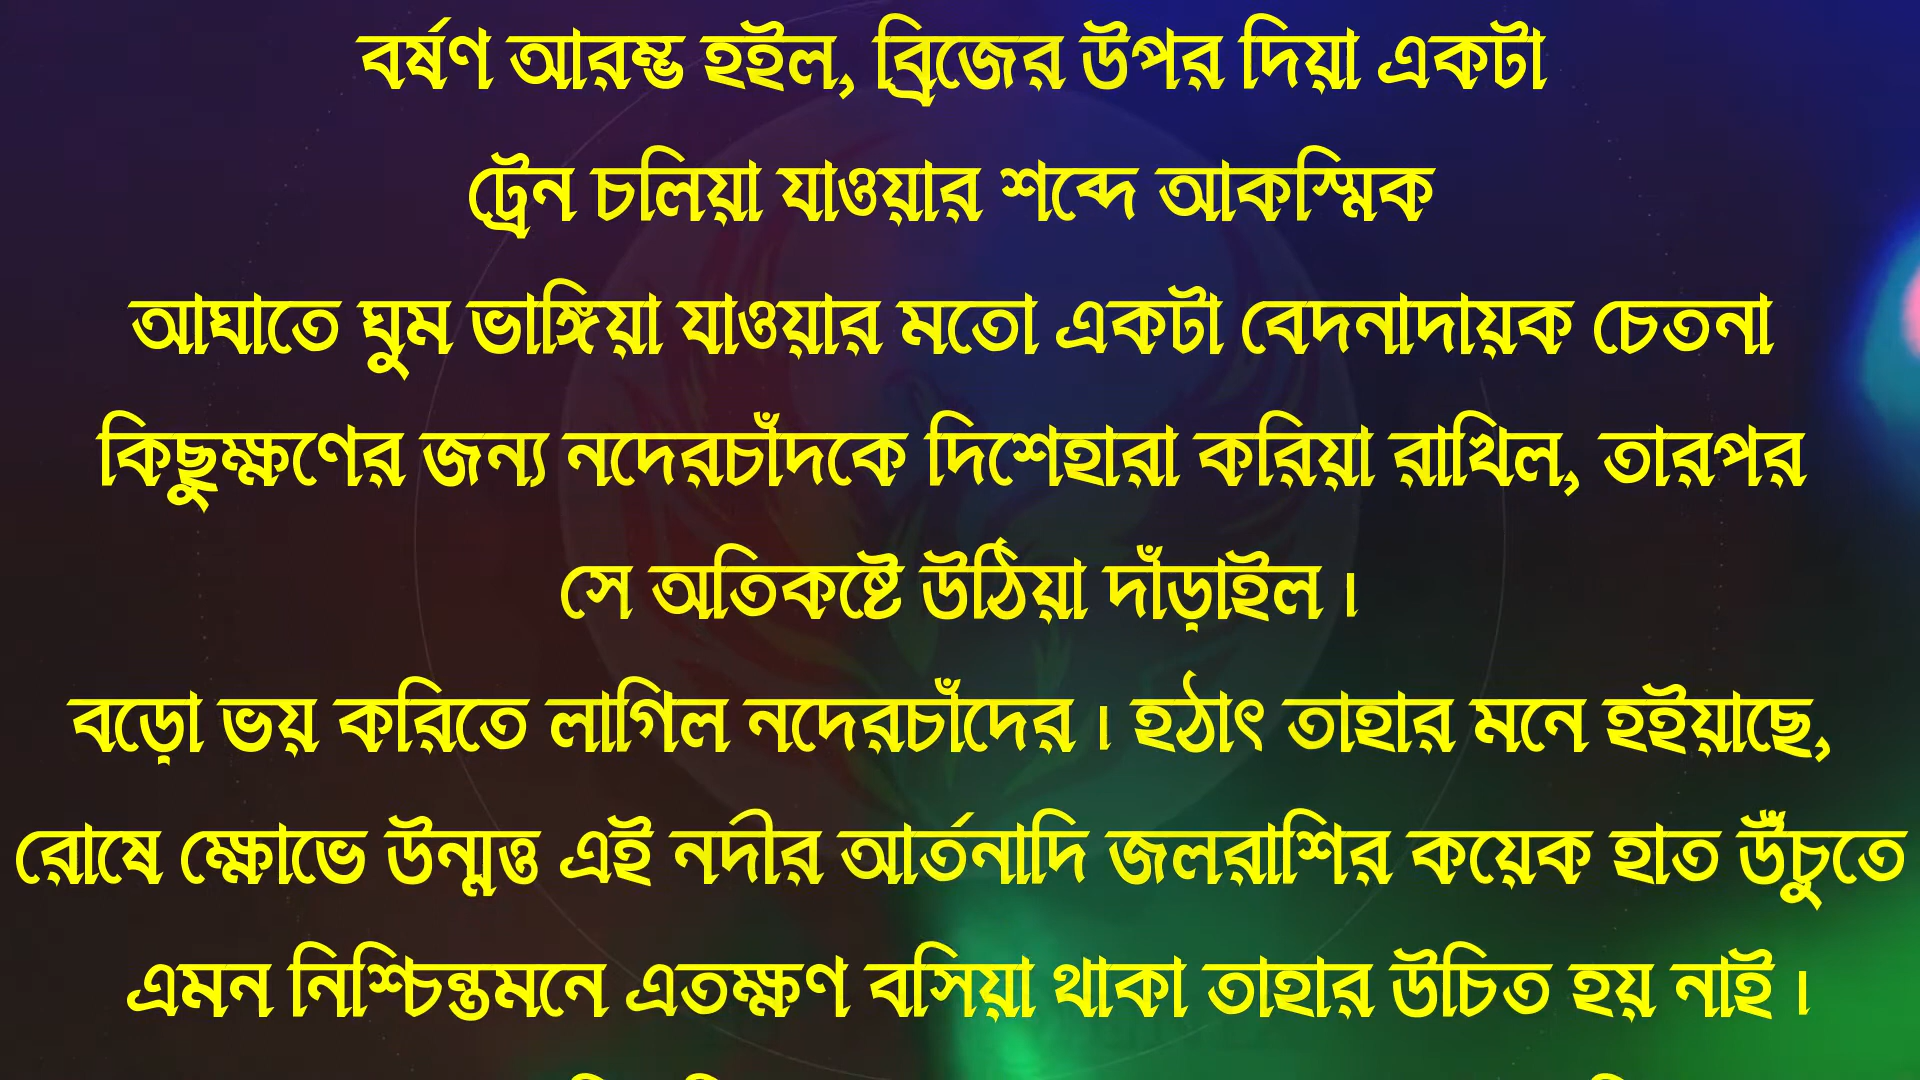 বর্ষণ আরম্ভ হইল, ব্রিজের উপর দিয়া একটা
ট্রেন চলিয়া যাওয়ার শব্দে আকস্মিক
আঘাতে ঘুম ভাঙ্গিয়া যাওয়ার মতো একটা বেদনাদায়ক চেতনা
কিছুক্ষণের জন্য নদেরচাঁদকে দিশেহারা করিয়া রাখিল, তারপর
সে অতিকষ্টে উঠিয়া দাঁড়াইল ।
বড়ো ভয় করিতে লাগিল নদেরচাঁদের । হঠাৎ তাহার মনে হইয়াছে,
রোষে ক্ষোভে উন্মত্ত এই নদীর আর্তনাদি জলরাশির কয়েক হাত উঁচুতে
এমন নিশ্চিন্তমনে এতক্ষণ বসিয়া থাকা তাহার উচিত হয় নাই ।